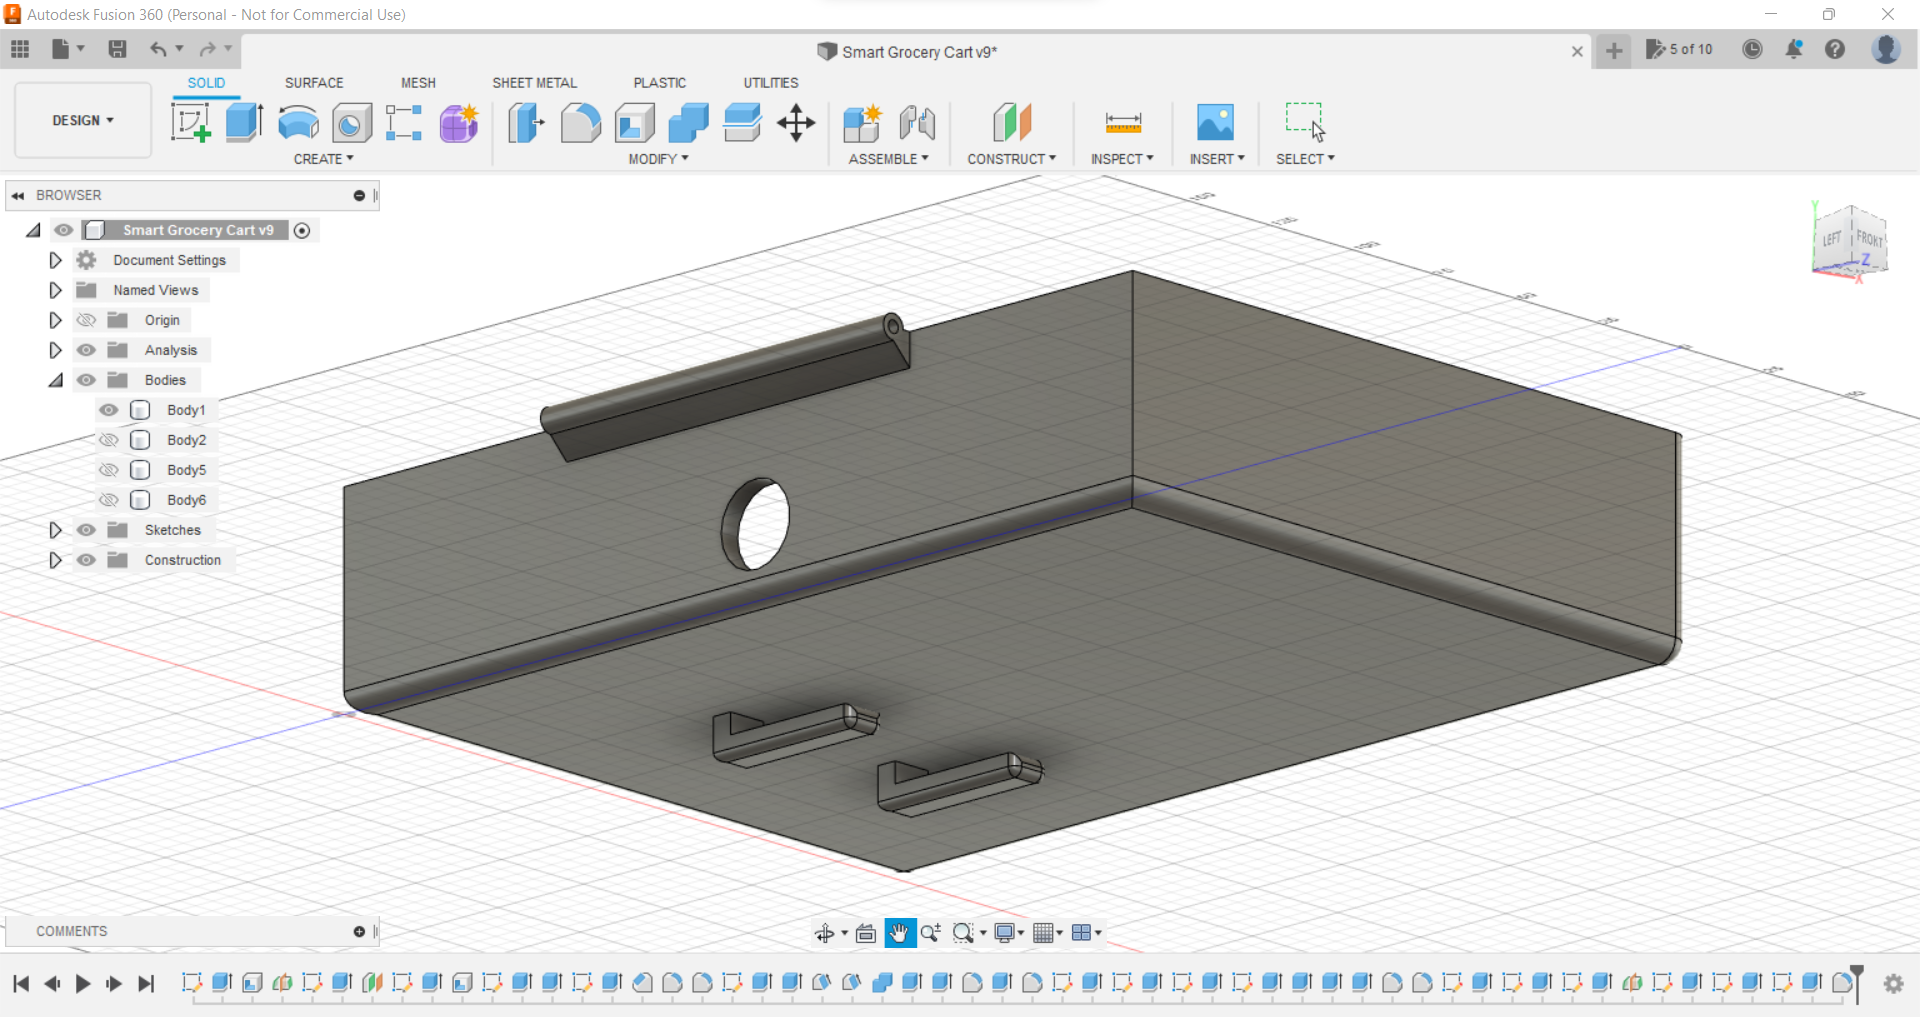 Autodesk Fusion 360 (Personal - Not for Commercial Use)
Smart Grocery Cart v9*
5 of 10
DESIGN
SOLID
SURFACE
MESH
SHEET METAL
PLASTIC
UTILITIES
CREATE
MODIFY
ASSEMBLE
CONSTRUCT
INSPECT
INSERT
SELECT
BROWSER
Smart Grocery Cart v9
Document Settings
Named Views
Origin
Analysis
Bodies
Body1
Body2
Body5
Body6
Sketches
Construction
LEFT
FRONT
Y
Z
X
COMMENTS